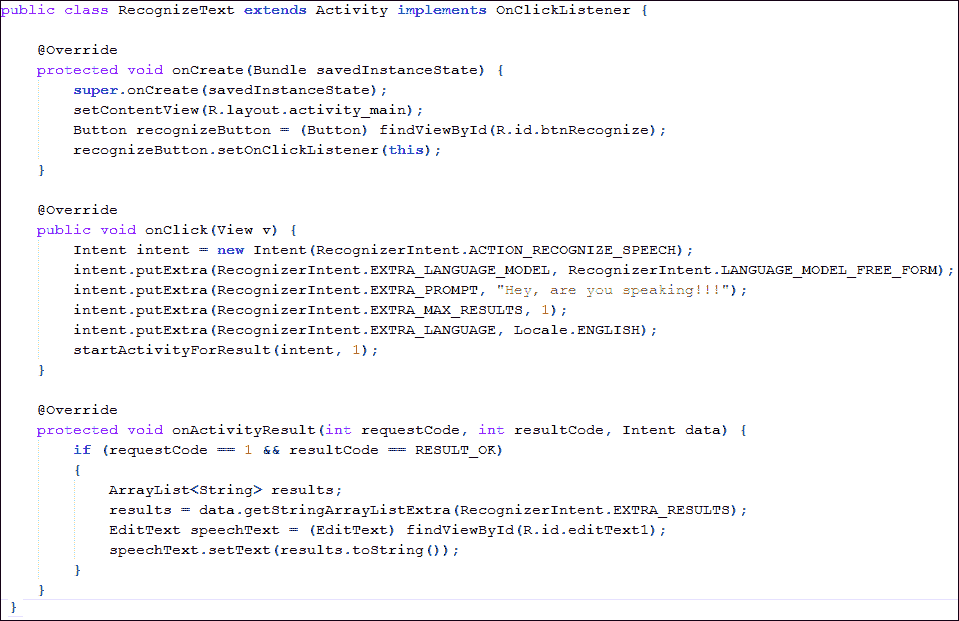 public class RecognizeText extends Activity implements OnClickListener {
@Override
protected void onCreate(Bundle savedInstanceState) {
super.onCreate(savedInstanceState);
setContentView(R.layout.activity_main);
Button recognizeButton = (Button) findViewById(R.id.btnRecognize);
recognizeButton.setOnClickListener(this);
}
@Override
public void onClick(View v) {
Intent intent = new Intent(RecognizerIntent.ACTION_RECOGNIZE_SPEECH);
intent.putExtra(RecognizerIntent.EXTRA_LANGUAGE_MODEL, RecognizerIntent.LANGUAGE_MODEL_FREE_FORM);
intent.putExtra(RecognizerIntent.EXTRA_PROMPT, "Hey, are you speaking!!!");
intent.putExtra(RecognizerIntent.EXTRA_MAX_RESULTS, 1);
intent.putExtra(RecognizerIntent.EXTRA_LANGUAGE, Locale.ENGLISH);
startActivityForResult(intent, 1);
}
@Override
protected void onActivityResult(int requestCode, int resultCode, Intent data) {
if (requestCode == 1 && resultCode == RESULT_OK)
{
ArrayList<String> results;
results = data.getStringArrayListExtra(RecognizerIntent.EXTRA_RESULTS);
EditText speechText = (EditText) findViewById(R.id.editText1);
speechText.setText(results.toString());
}
}
}